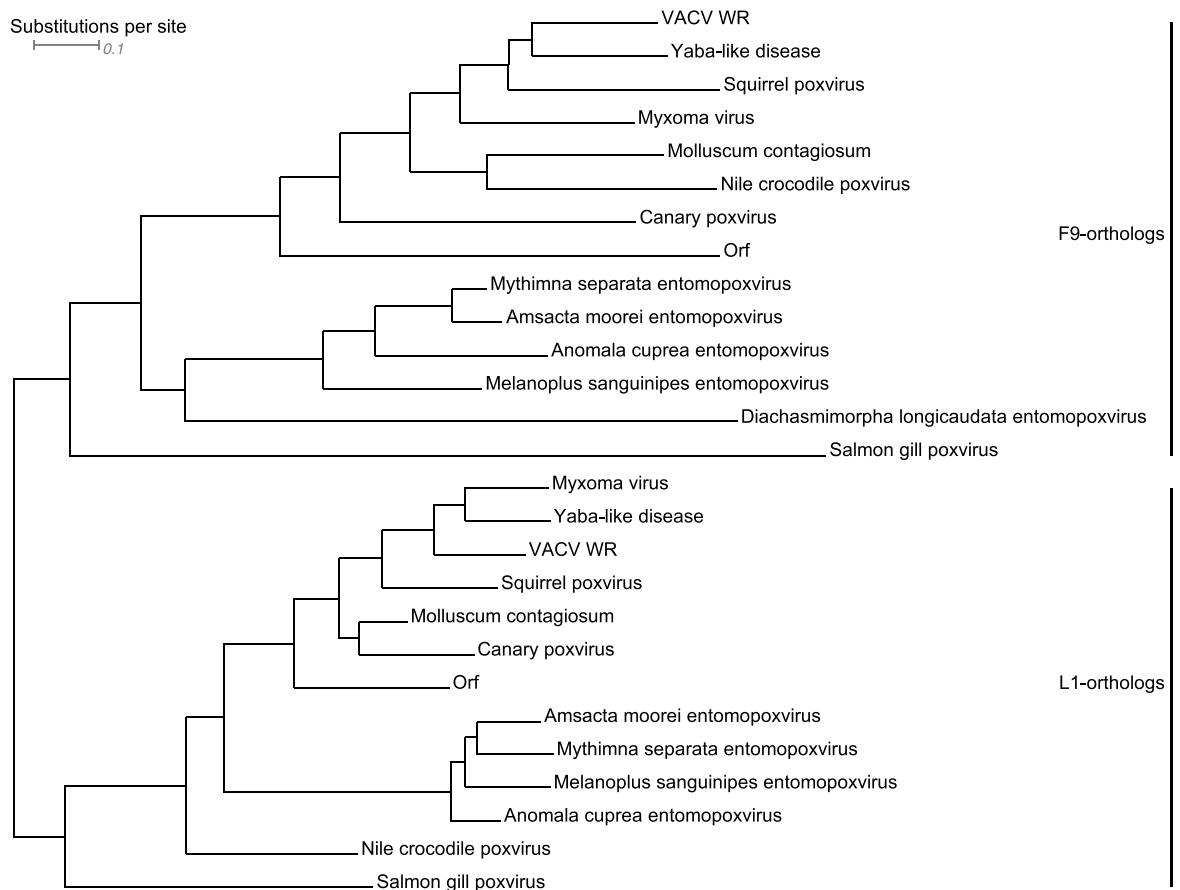 Substitutions per site
0.1
VACV WR
Yaba-like disease
Squirrel poxvirus
Myxoma virus
Molluscum contagiosum
Nile crocodile poxvirus
Canary poxvirus
Orf
F9-orthologs
Mythimna separata entomopoxvirus
Amsacta moorei entomopoxvirus
Anomala cuprea entomopoxvirus
Melanoplus sanguinipes entomopoxvirus
Diachasmimorpha longicaudata entomopoxvirus
Salmon gill poxvirus
Myxoma virus
Yaba-like disease
VACV WR
Squirrel poxvirus
Molluscum contagiosum
Canary poxvirus
Orf
L1-orthologs
Amsacta moorei entomopoxvirus
Mythimna separata entomopoxvirus
Melanoplus sanguinipes entomopoxvirus
Anomala cuprea entomopoxvirus
Nile crocodile poxvirus
Salmon gill poxvirus